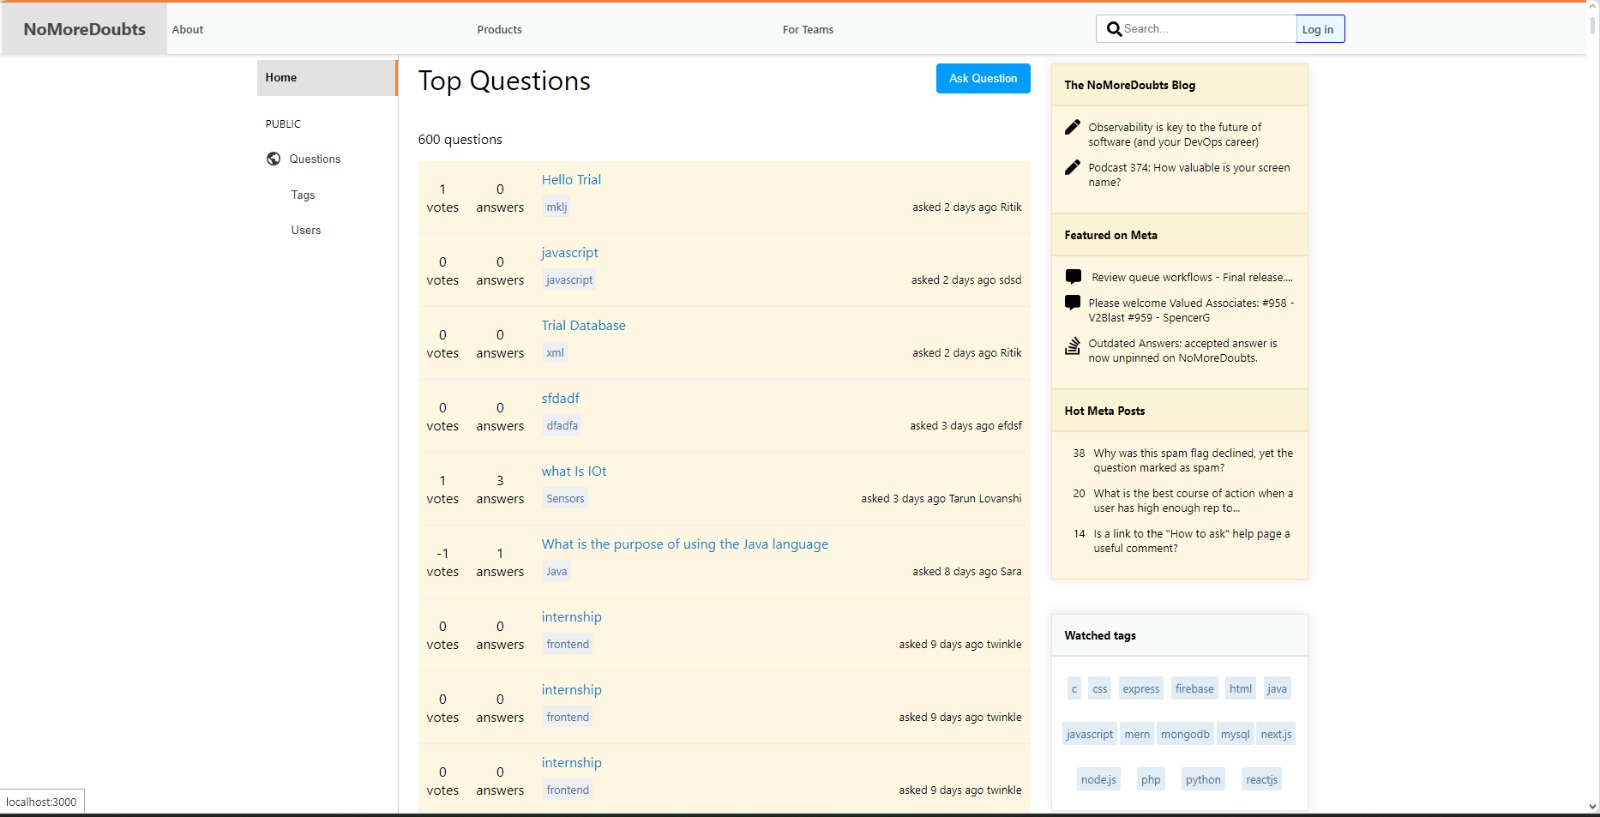 NoMoreDoubts About Products For Teams Search... Log in
Home
PUBLIC
Questions
Tags
Users
Top Questions
Ask Question
600 questions
1 votes 0 answers
Hello Trial
mklj
asked 2 days ago Ritik
0 votes 0 answers
javascript
javascript
asked 2 days ago sdsd
0 votes 0 answers
Trial Database
xml
asked 2 days ago Ritik
0 votes 0 answers
sfdadf
dfadfa
asked 3 days ago efdsf
1 votes 3 answers
what Is IOt
Sensors
asked 3 days ago Tarun Lovanshi
-1 votes 1 answers
What is the purpose of using the Java language
Java
asked 8 days ago Sara
0 votes 0 answers
internship
frontend
asked 9 days ago twinkle
0 votes 0 answers
internship
frontend
asked 9 days ago twinkle
0 votes 0 answers
internship
frontend
asked 9 days ago twinkle
The NoMoreDoubts Blog
Observability is key to the future of
software (and your DevOps career)
Podcast 374: How valuable is your screen
name?
Featured on Meta
Review queue workflows - Final release....
Please welcome Valued Associates: #958 -
V2Blast #959 - SpencerG
Outdated Answers: accepted answer is
now unpinned on NoMoreDoubts.
Hot Meta Posts
38 Why was this spam flag declined, yet the
question marked as spam?
20 What is the best course of action when a
user has high enough rep to...
14 Is a link to the "How to ask" help page a
useful comment?
Watched tags
c css express firebase html java
javascript mern mongodb mysql next.js
node.js php python reactjs
localhost:3000